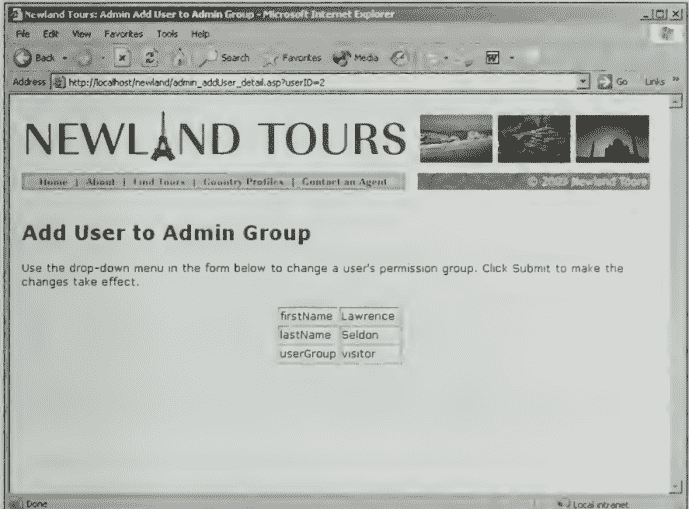 Newland Tours: Admin Add User to Admin Group - Microsoft Internet Explorer
File Edit View Favorites Tools Help
Back Search Favorites Media
Address http://localhost/newland/admin_addUser_detail.asp?userID=2 Go Links »
NEWLAND TOURS
Home | About | Find Tours | Country Profiles | Contact an Agent © 2003 Newland Tours
Add User to Admin Group
Use the drop-down menu in the form below to change a user's permission group. Click Submit to make the
changes take effect.
firstName Lawrence
lastName Seldon
userGroup visitor
Done Local intranet